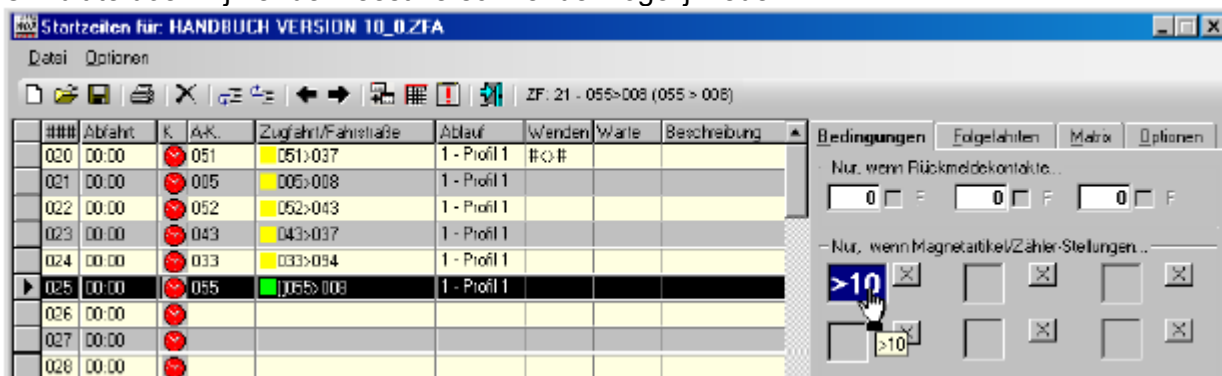 Startzeiten für: HANDBUCH VERSION 10_0.ZFA
Datei Optionen
ZF: 21 - 055>008 (055 > 008)
### Abfahrt K A-K. Zugfahrt/Fahrstraße Ablauf Wenden Warte Beschreibung
020 00:00 051 051>037 1 - Profil 1 #<>#
021 00:00 005 005>008 1 - Profil 1
022 00:00 052 052>043 1 - Profil 1
023 00:00 043 043>037 1 - Profil 1
024 00:00 033 033>094 1 - Profil 1
025 00:00 055 []055>008 1 - Profil 1
026 00:00
027 00:00
028 00:00
Bedingungen Folgefahrten Matrix Optionen
Nur, wenn Rückmeldekontakte...
0 F 0 F 0 F
Nur, wenn Magnetartikel/Zähler-Stellungen...
>10 X X X
X X X
>10